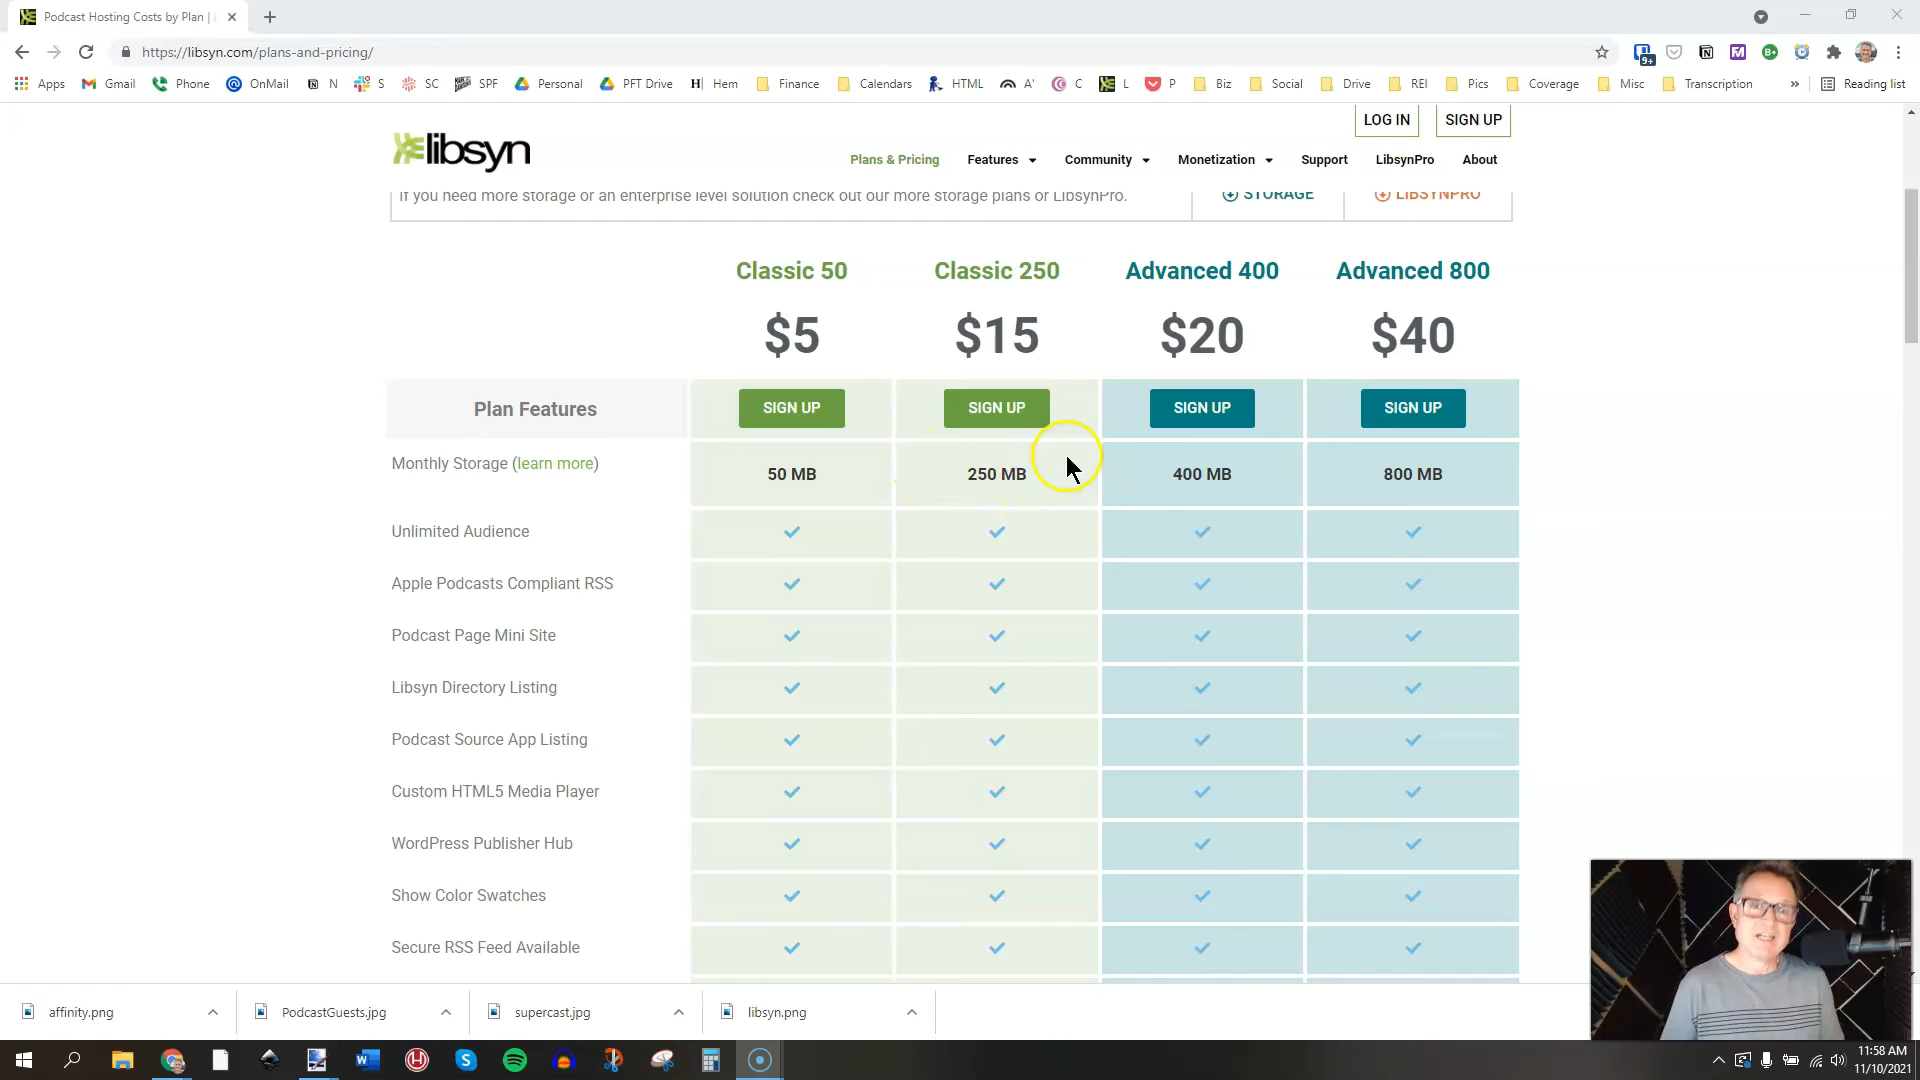 Podcast Hosting Costs by Plan |
https://libsyn.com/plans-and-pricing/
9+
Apps Gmail Phone OnMail N S SC SPF Personal PFT Drive Hem Finance Calendars HTML A' C L P Biz Social Drive REI Pics Coverage Misc Transcription » Reading list
LOG IN SIGN UP
libsyn
Plans & Pricing Features Community Monetization Support LibsynPro About
If you need more storage or an enterprise level solution check out our more storage plans or LibsynPro. STORAGE LIBSYNPRO
Classic 50 Classic 250 Advanced 400 Advanced 800
$5 $15 $20 $40
Plan Features SIGN UP SIGN UP SIGN UP SIGN UP
Monthly Storage (learn more) 50 MB 250 MB 400 MB 800 MB
Unlimited Audience
Apple Podcasts Compliant RSS
Podcast Page Mini Site
Libsyn Directory Listing
Podcast Source App Listing
Custom HTML5 Media Player
WordPress Publisher Hub
Show Color Swatches
Secure RSS Feed Available
affinity.png PodcastGuests.jpg supercast.jpg libsyn.png
11:58 AM
11/10/2021